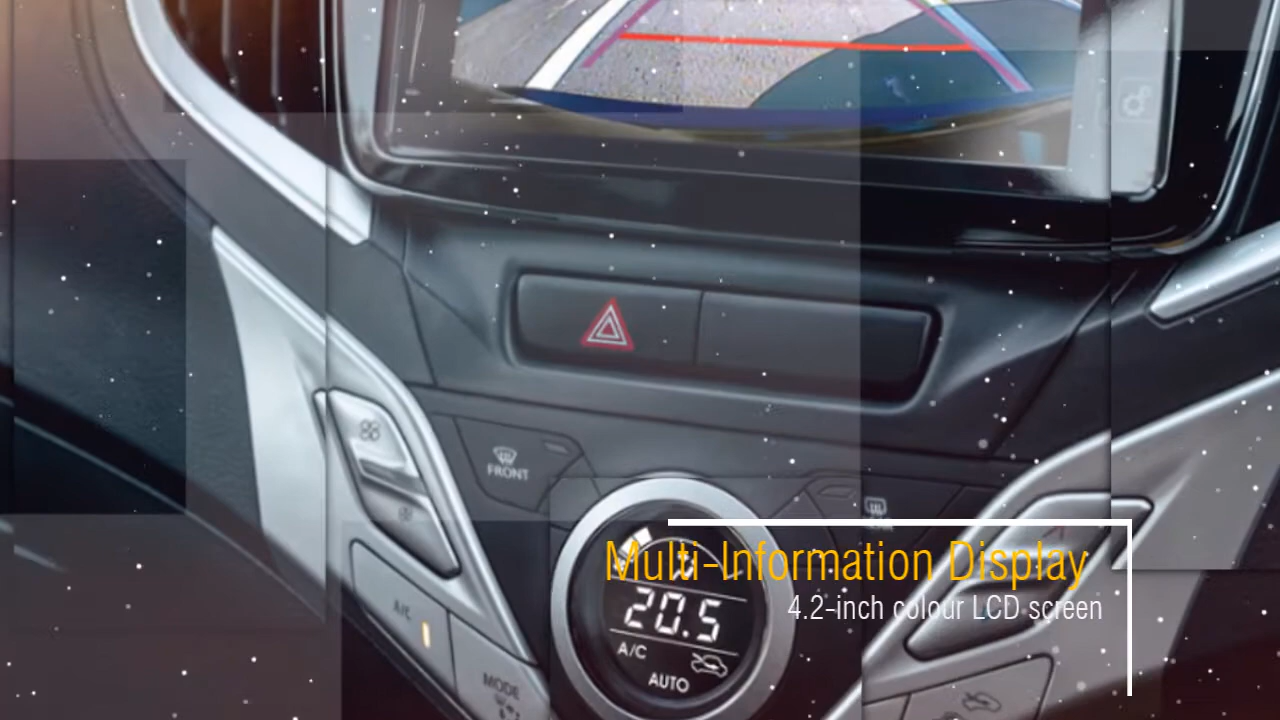 FRONT
Multi-Information Display
4.2-inch colour LCD screen
20.5
A/C
A/C
AUTO
MODE